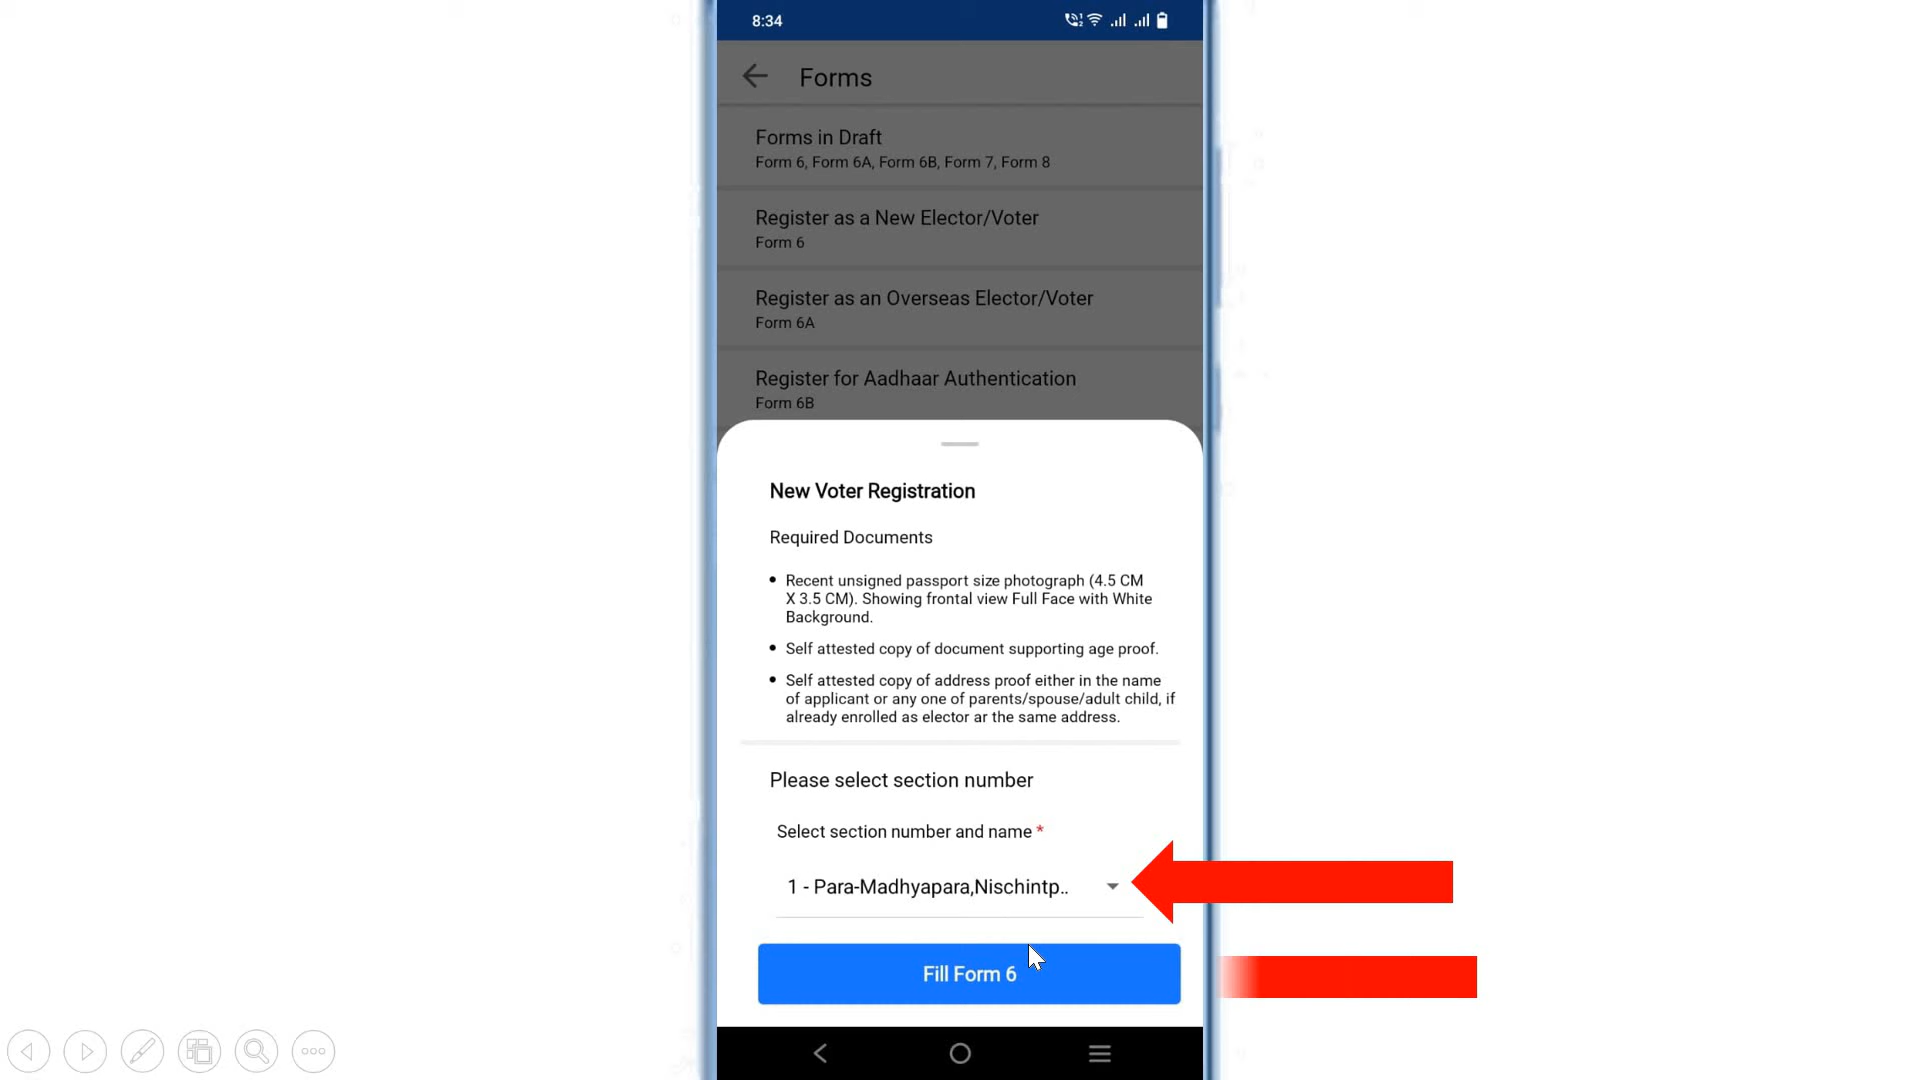 8:34
Forms
Forms in Draft
Form 6, Form 6A, Form 6B, Form 7, Form 8
Register as a New Elector/Voter
Form 6
Register as an Overseas Elector/Voter
Form 6A
Register for Aadhaar Authentication
Form 6B
New Voter Registration
Required Documents
• Recent unsigned passport size photograph (4.5 CM
X 3.5 CM). Showing frontal view Full Face with White
Background.
• Self attested copy of document supporting age proof.
• Self attested copy of address proof either in the name
of applicant or any one of parents/spouse/adult child, if
already enrolled as elector ar the same address.
Please select section number
Select section number and name *
1 - Para-Madhyapara,Nischintp..
Fill Form 6